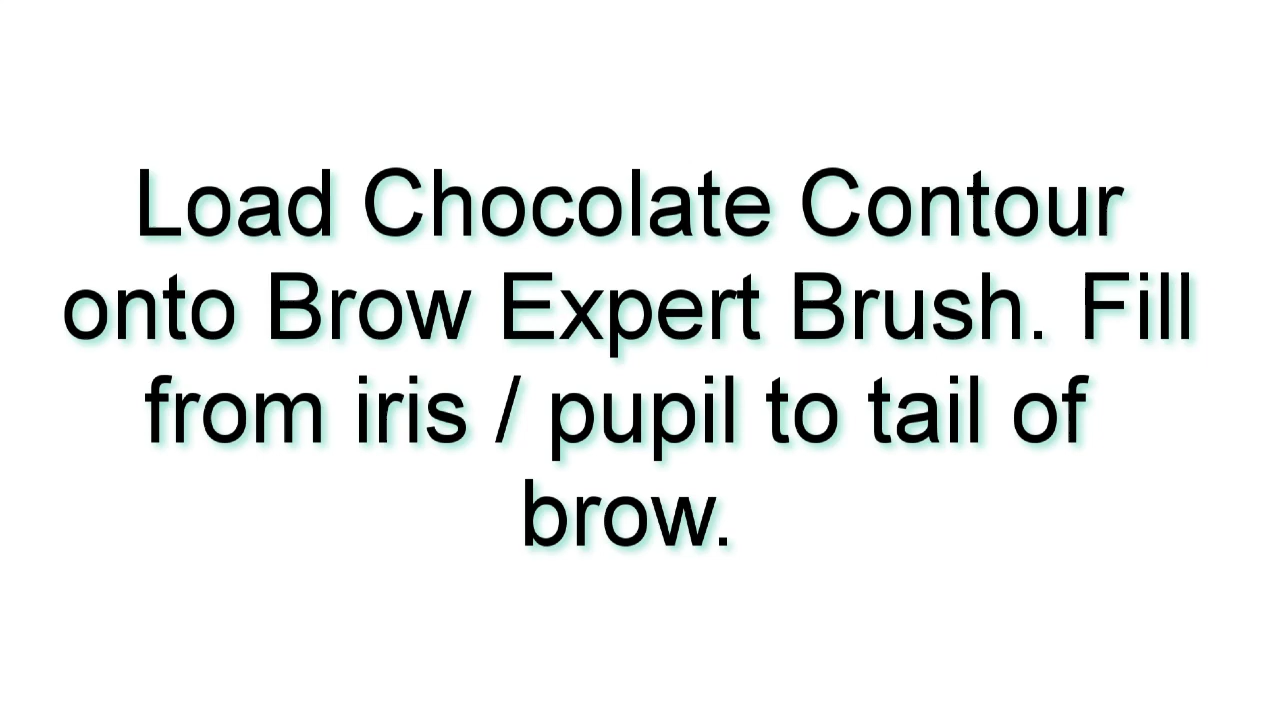 Load Chocolate Contour
onto Brow Expert Brush. Fill
from iris / pupil to tail of
brow.